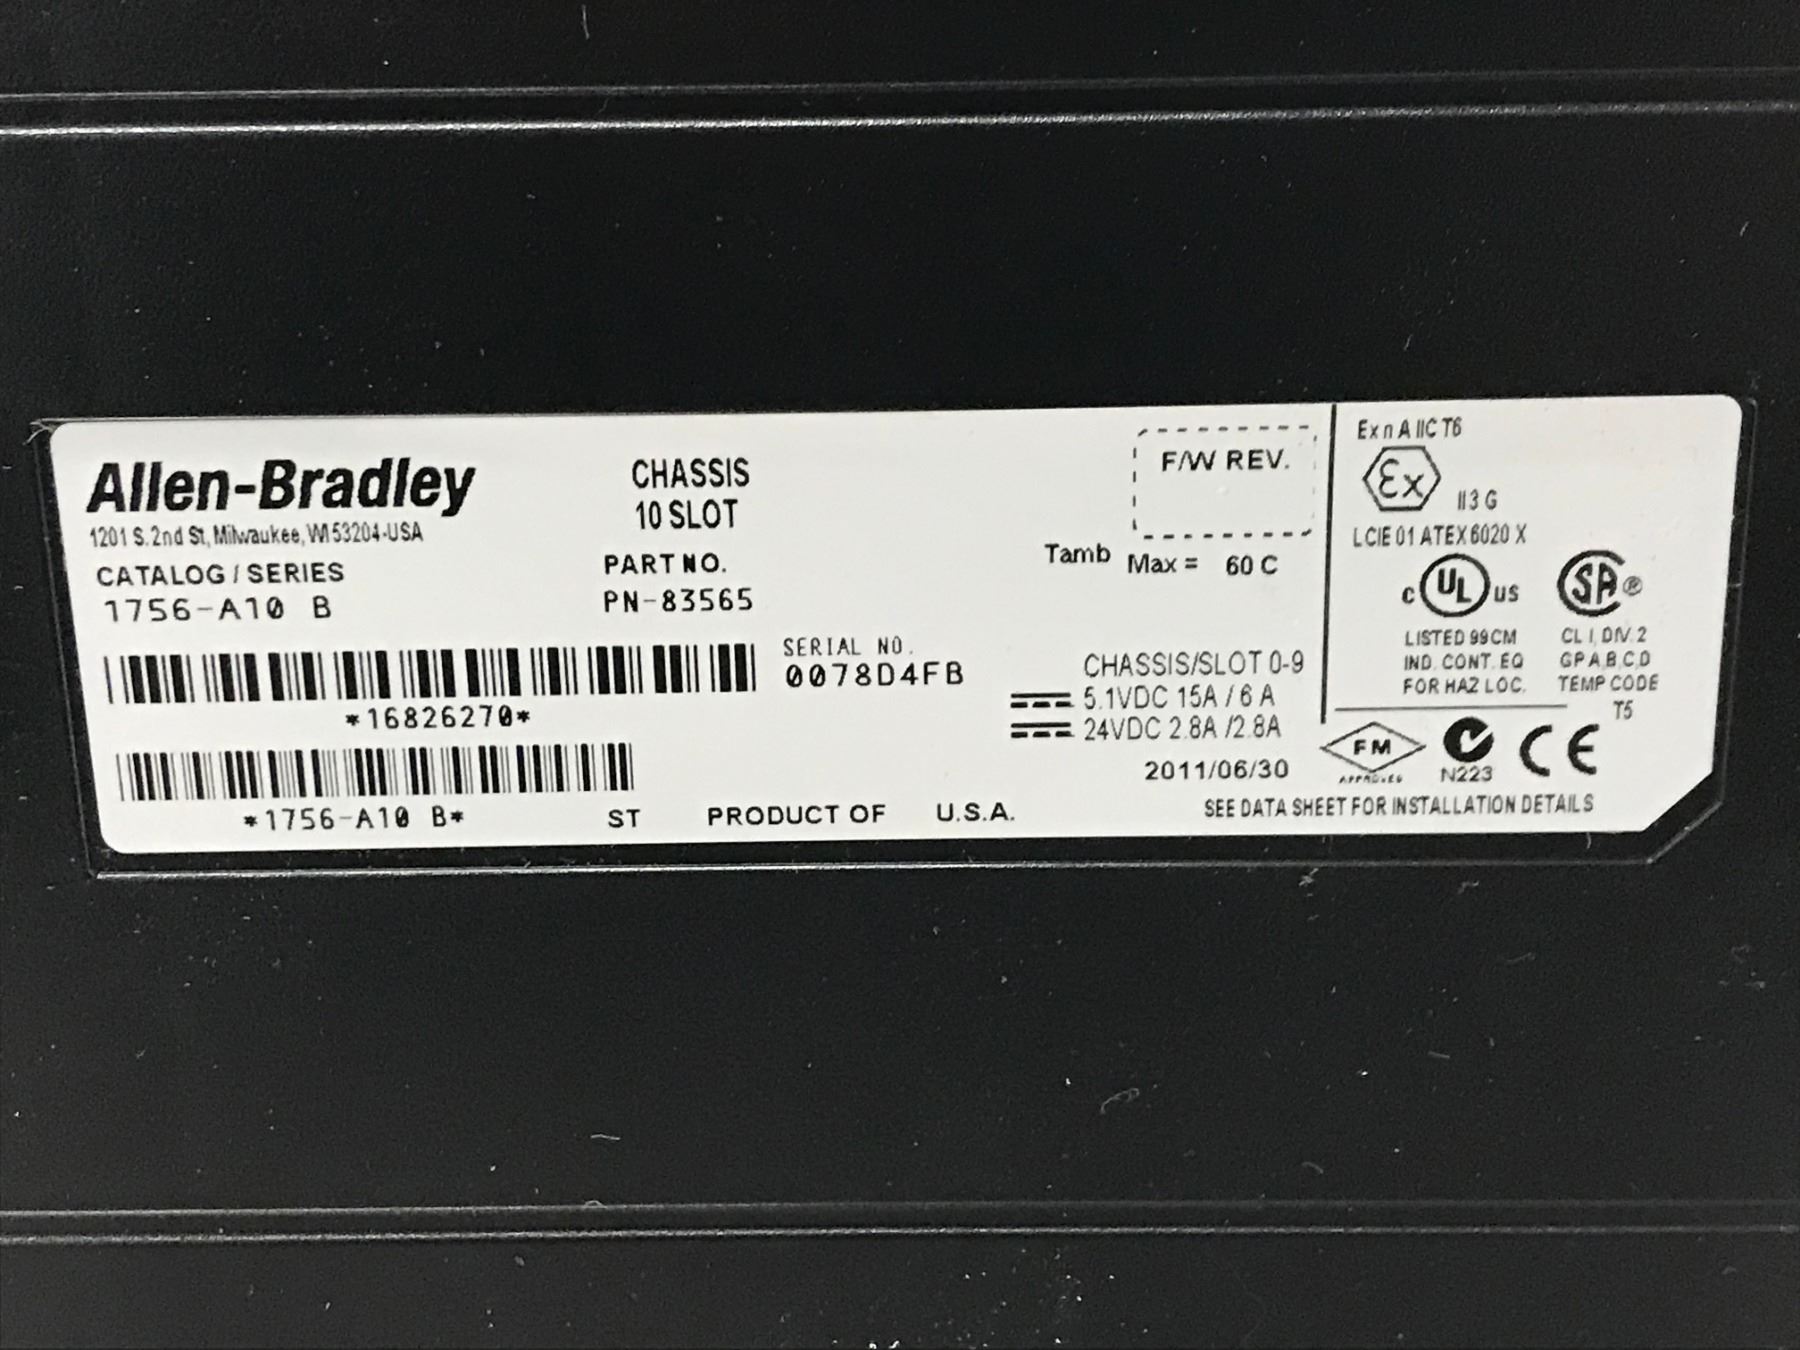 Allen-Bradley
1201 S. 2nd St, Milwaukee, WI 53204-USA
CATALOG / SERIES
1756-A10 B
CHASSIS
10 SLOT
PART NO.
PN-83565
SERIAL NO.
0078D4FB
*16826270*
*1756-A10 B*
ST PRODUCT OF U.S.A.
F/W REV.
Tamb Max = 60 C
CHASSIS/SLOT 0-9
5.1VDC 15A / 6 A
24VDC 2.8A /2.8A
2011/06/30
Ex n A IIC T6
Ex II 3 G
LCIE 01 ATEX 6020 X
C UL US
LISTED 99CM
IND. CONT. EQ
FOR HAZ LOC.
SA ®
CL I, DIV. 2
GP A,B,C,D
TEMP CODE
T5
FM
APPROVED
N223
CE
SEE DATA SHEET FOR INSTALLATION DETAILS